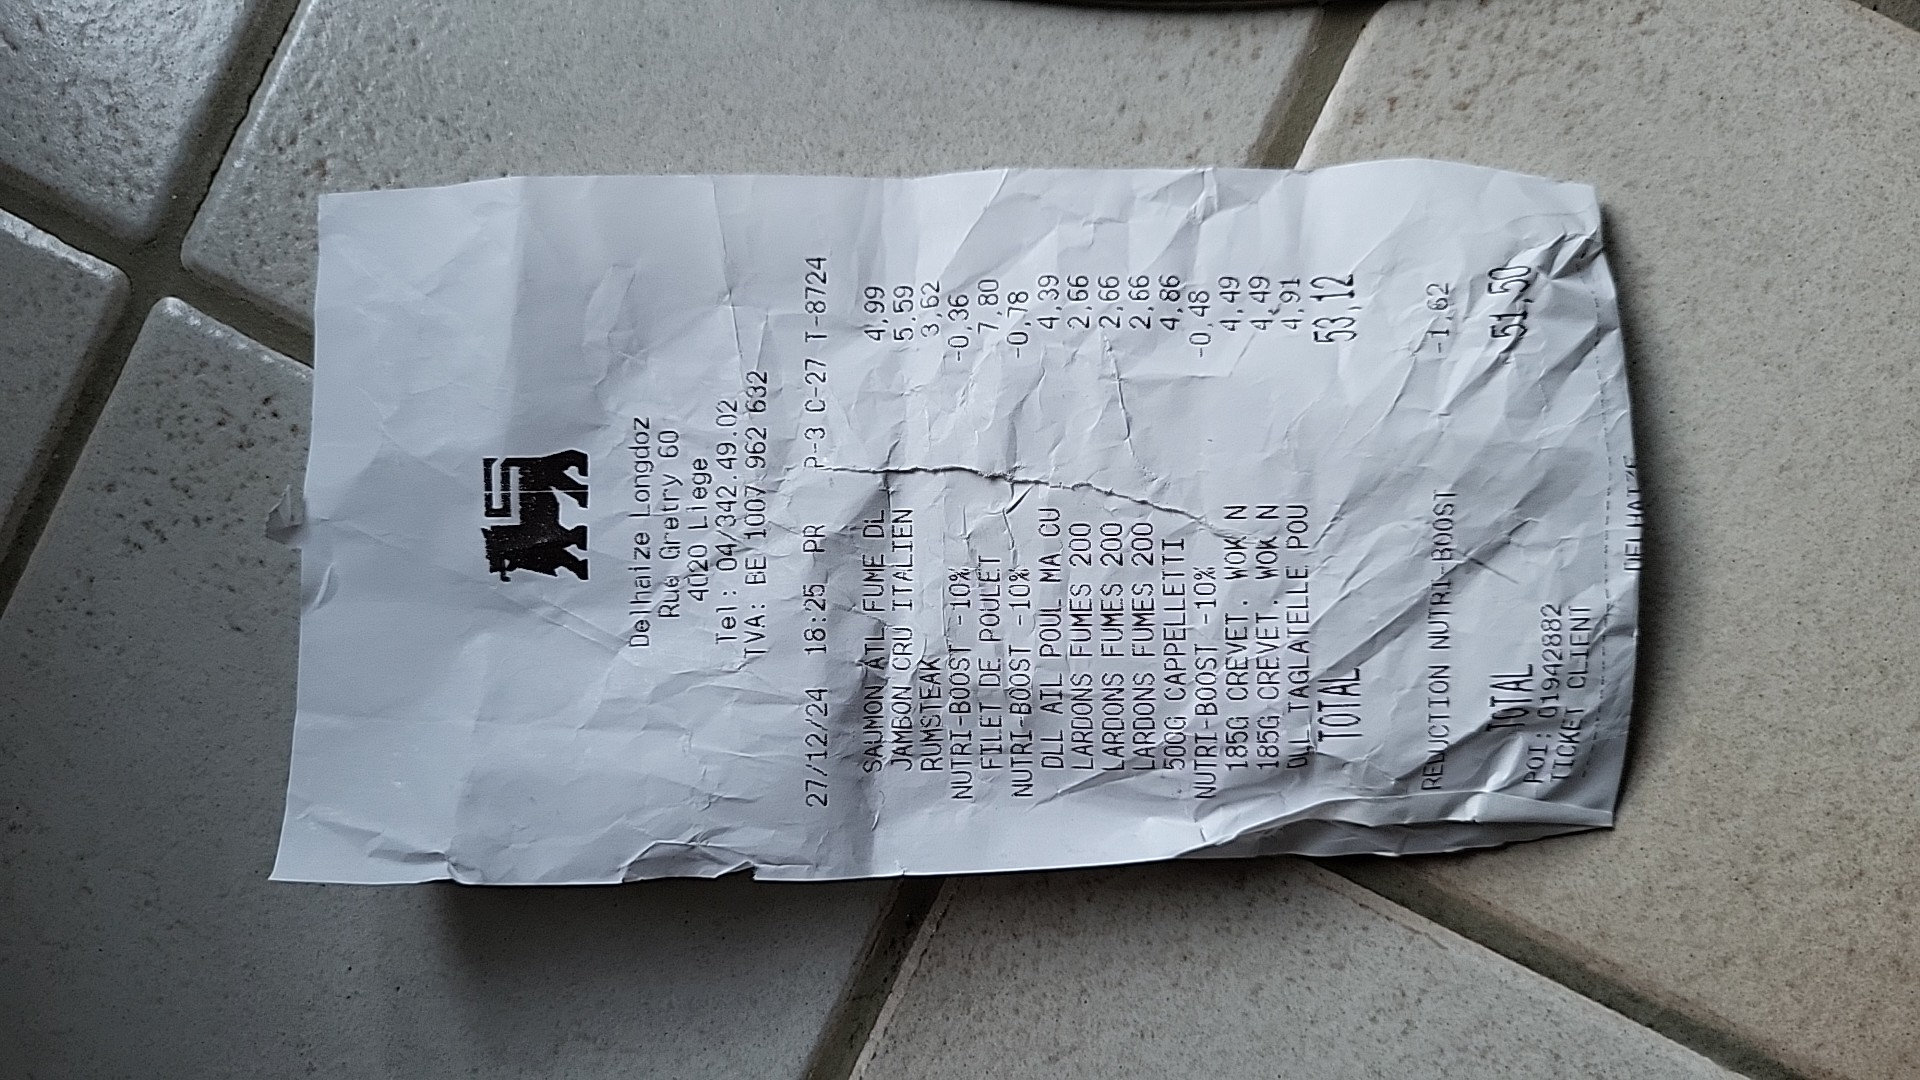 Delhaize Longdoz
Rue Gretry 60
4020 Liege
Tel: 04/342.49.02
TVA: BE 1007 962 632
27/12/24 18:25 PR P-3 C-27 T-8724
SAUMON ATL FUME DL 4,99
JAMBON CRU ITALIEN 5,59
RUMSTEAK 3,62
NUTRI-BOOST -10% -0,36
FILET DE POULET 7,80
NUTRI-BOOST -10% -0,78
DLL AIL POUL MA CU 4,39
LARDONS FUMES 200 2,66
LARDONS FUMES 200 2,66
LARDONS FUMES 200 2,66
500G CAPPELLETTI 4,86
NUTRI-BOOST -10% -0,48
185G CREVET. WOK N 4,49
185G CREVET. WOK N 4,49
DLL TAGLATELLE POU 4,91
TOTAL 53,12
REDUCTION NUTRI-BOOST -1,62
TOTAL 51,50
POI: 01942882
TICKET CLIENT
DELHAIZE